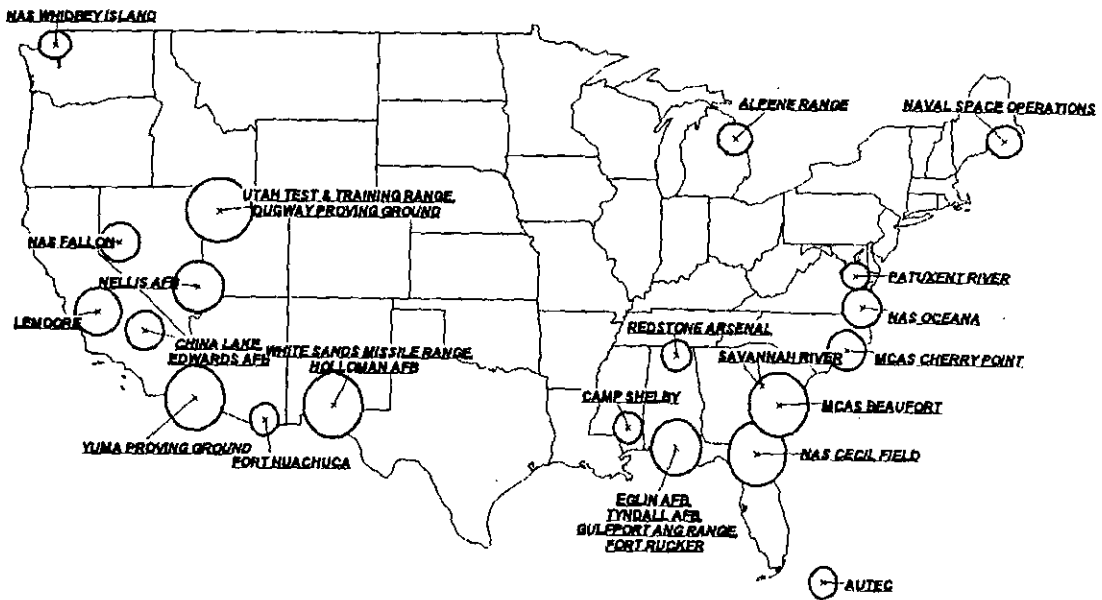 NAS WHIDBEY ISLAND
ALPENE RANGE
NAVAL SPACE OPERATIONS
UTAH TEST & TRAINING RANGE,
DUGWAY PROVING GROUND
NAS FALLON
NELLIS AFB
PATUXENT RIVER
LEMOORE
NAS OCEANA
CHINA LAKE
EDWARDS AFB
WHITE SANDS MISSILE RANGE,
HOLLOMAN AFB
REDSTONE ARSENAL
SAVANNAH RIVER
MCAS CHERRY POINT
CAMP SHELBY
MCAS BEAUFORT
YUMA PROVING GROUND
FORT HUACHUCA
NAS CECIL FIELD
EGLIN AFB,
TYNDALL AFB,
GULFPORT ANG RANGE,
FORT RUCKER
AUTEC